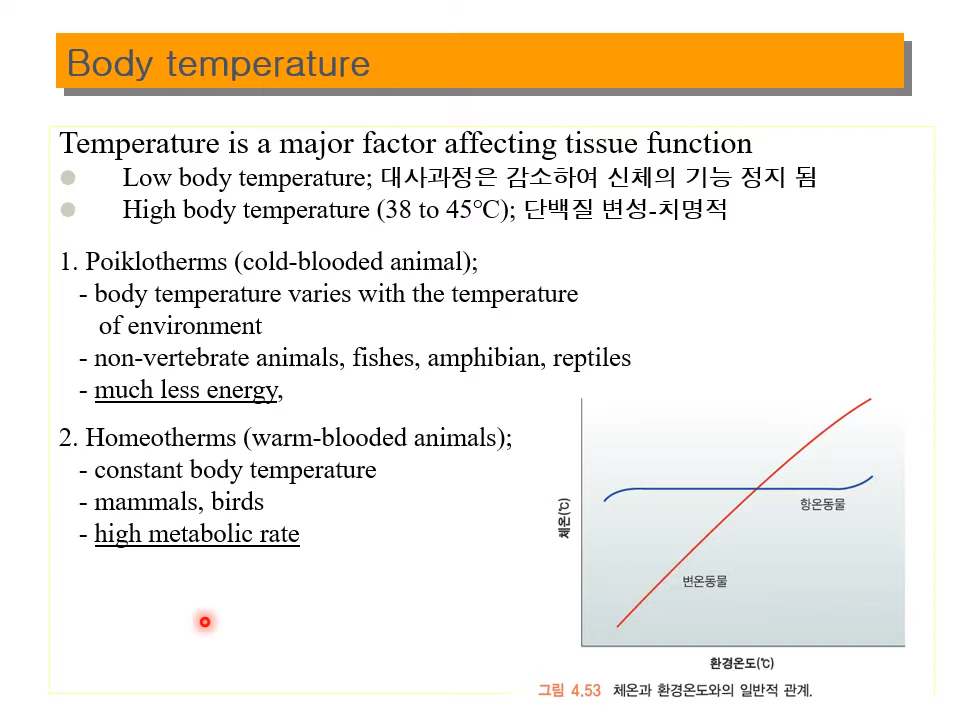 Body temperature
Temperature is a major factor affecting tissue function
Low body temperature; 대사과정은 감소하여 신체의 기능 정지 됨
High body temperature (38 to 45℃); 단백질 변성-치명적
1. Poiklotherms (cold-blooded animal);
- body temperature varies with the temperature
of environment
- non-vertebrate animals, fishes, amphibian, reptiles
- much less energy,
2. Homeotherms (warm-blooded animals);
- constant body temperature
- mammals, birds
- high metabolic rate
체온(℃)
항온동물
변온동물
환경온도(℃)
그림 4.53 체온과 환경온도와의 일반적 관계.